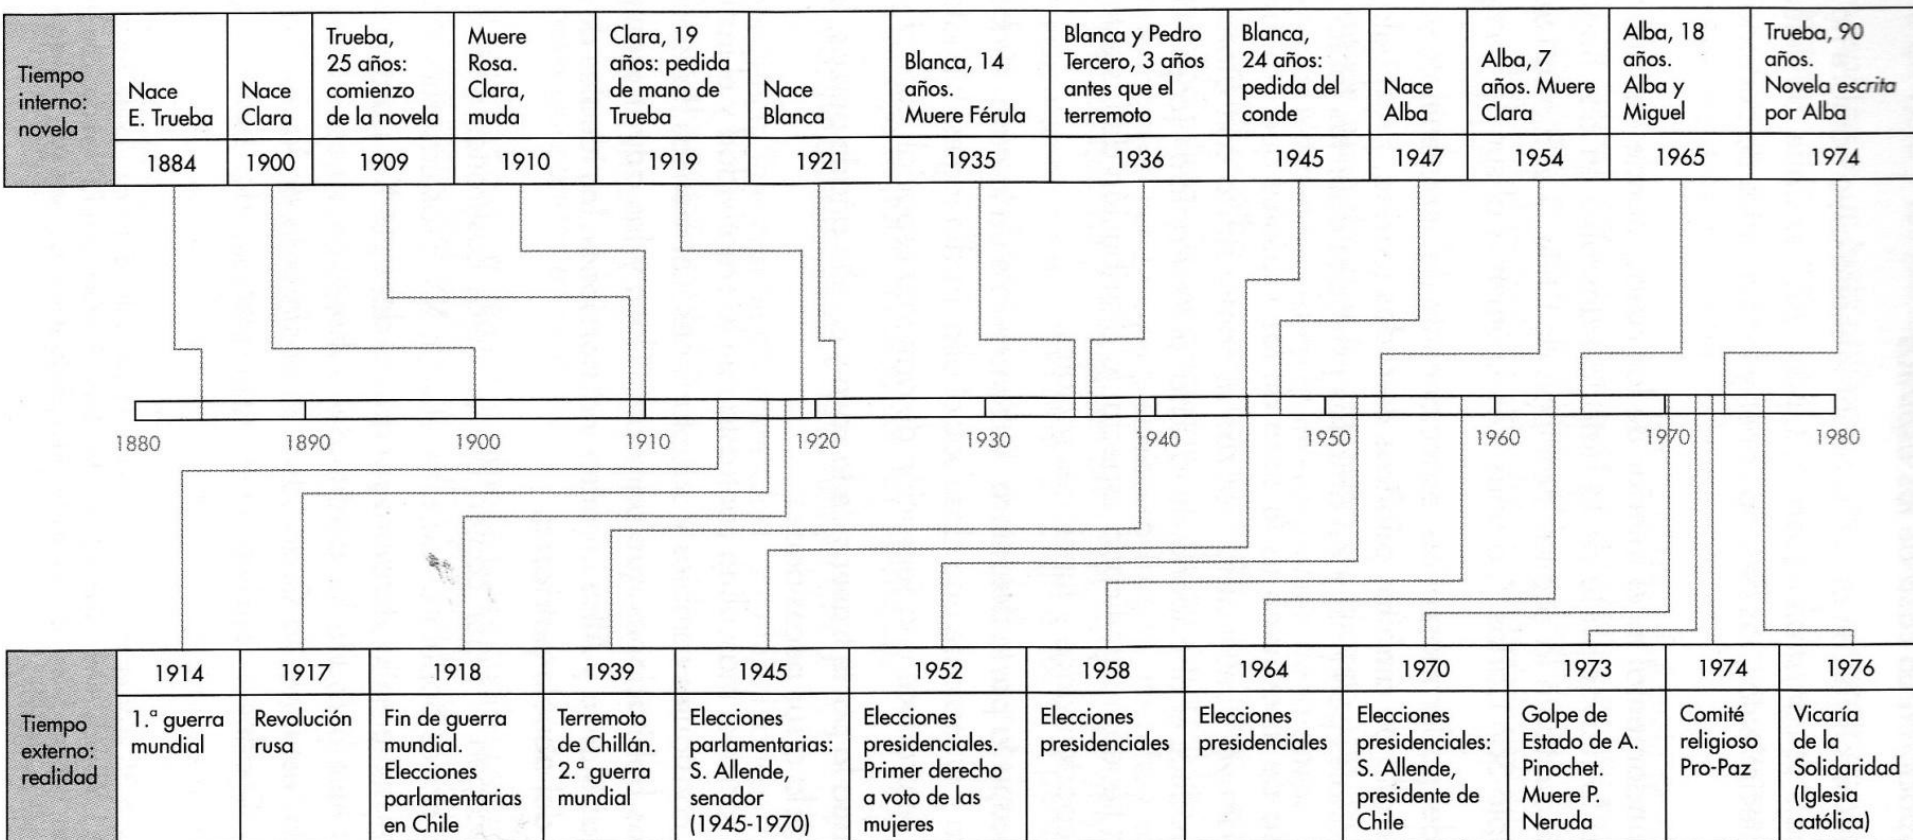 Tiempo
interno:
novela
Nace
E. Trueba
1884
Nace
Clara
1900
Trueba,
25 años:
comienzo
de la novela
1909
Muere
Rosa.
Clara,
muda
1910
Clara, 19
años: pedida
de mano de
Trueba
1919
Nace
Blanca
1921
Blanca, 14
años.
Muere Férula
1935
Blanca y Pedro
Tercero, 3 años
antes que el
terremoto
1936
Blanca,
24 años:
pedida del
conde
1945
Nace
Alba
1947
Alba, 7
años. Muere
Clara
1954
Alba, 18
años.
Alba y
Miguel
1965
Trueba, 90
años.
Novela escrita
por Alba
1974
1880 1890 1900 1910 1920 1930 1940 1950 1960 1970 1980
Tiempo
externo:
realidad
1914
1.ª guerra
mundial
1917
Revolución
rusa
1918
Fin de guerra
mundial.
Elecciones
parlamentarias
en Chile
1939
Terremoto
de Chillán.
2.ª guerra
mundial
1945
Elecciones
parlamentarias:
S. Allende,
senador
(1945-1970)
1952
Elecciones
presidenciales.
Primer derecho
a voto de las
mujeres
1958
Elecciones
presidenciales
1964
Elecciones
presidenciales
1970
Elecciones
presidenciales:
S. Allende,
presidente de
Chile
1973
Golpe de
Estado de A.
Pinochet.
Muere P.
Neruda
1974
Comité
religioso
Pro-Paz
1976
Vicaría
de la
Solidaridad
(Iglesia
católica)